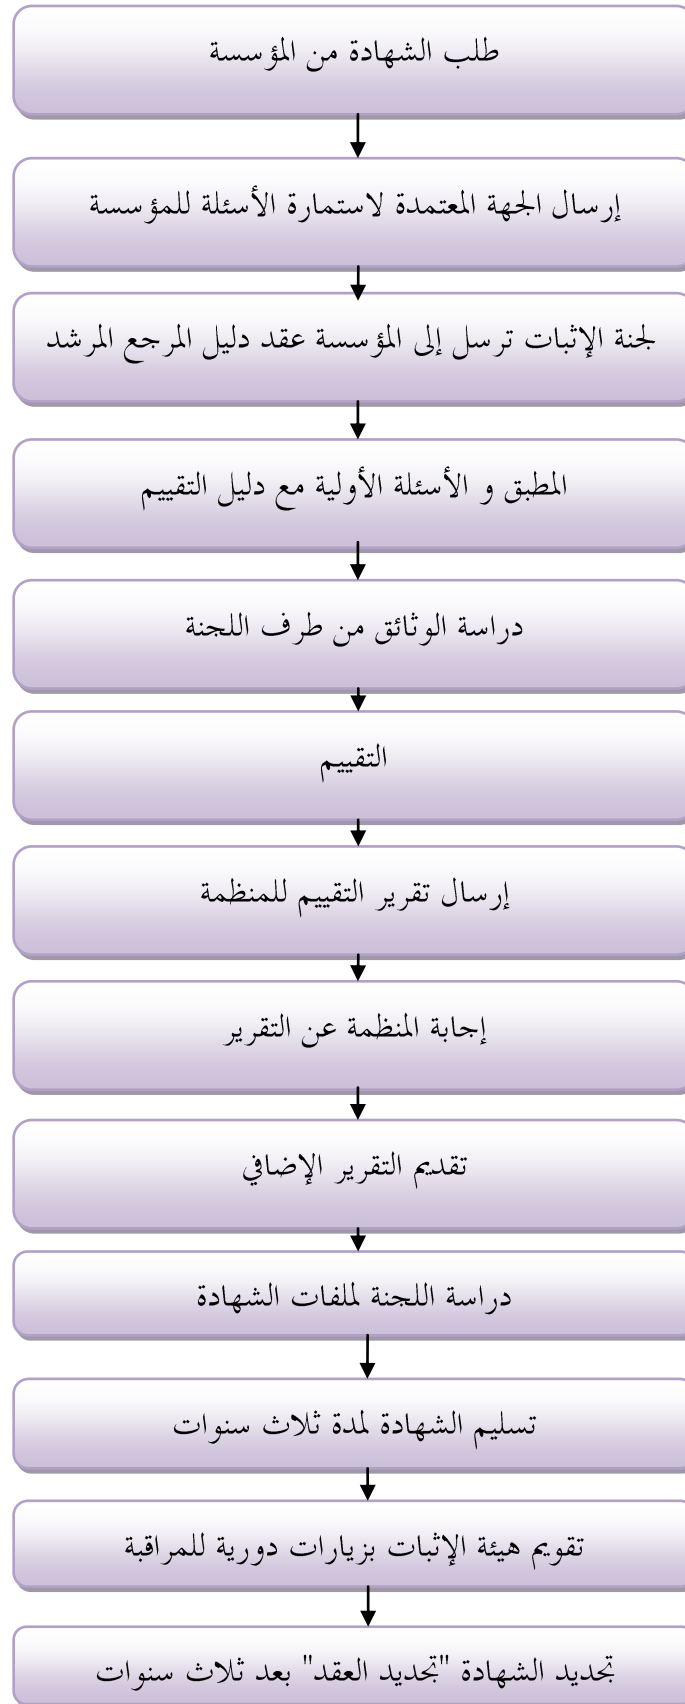 طلب الشهادة من المؤسسة
إرسال الجهة المعتمدة لاستمارة الأسئلة للمؤسسة
لجنة الإثبات ترسل إلى المؤسسة عقد دليل المرجع المرشد
المطبق و الأسئلة الأولية مع دليل التقييم
دراسة الوثائق من طرف اللجنة
التقييم
إرسال تقرير التقييم للمنظمة
إجابة المنظمة عن التقرير
تقديم التقرير الإضافي
دراسة اللجنة لملفات الشهادة
تسليم الشهادة لمدة ثلاث سنوات
تقويم هيئة الإثبات بزيارات دورية للمراقبة
تجديد الشهادة "تجديد العقد" بعد ثلاث سنوات